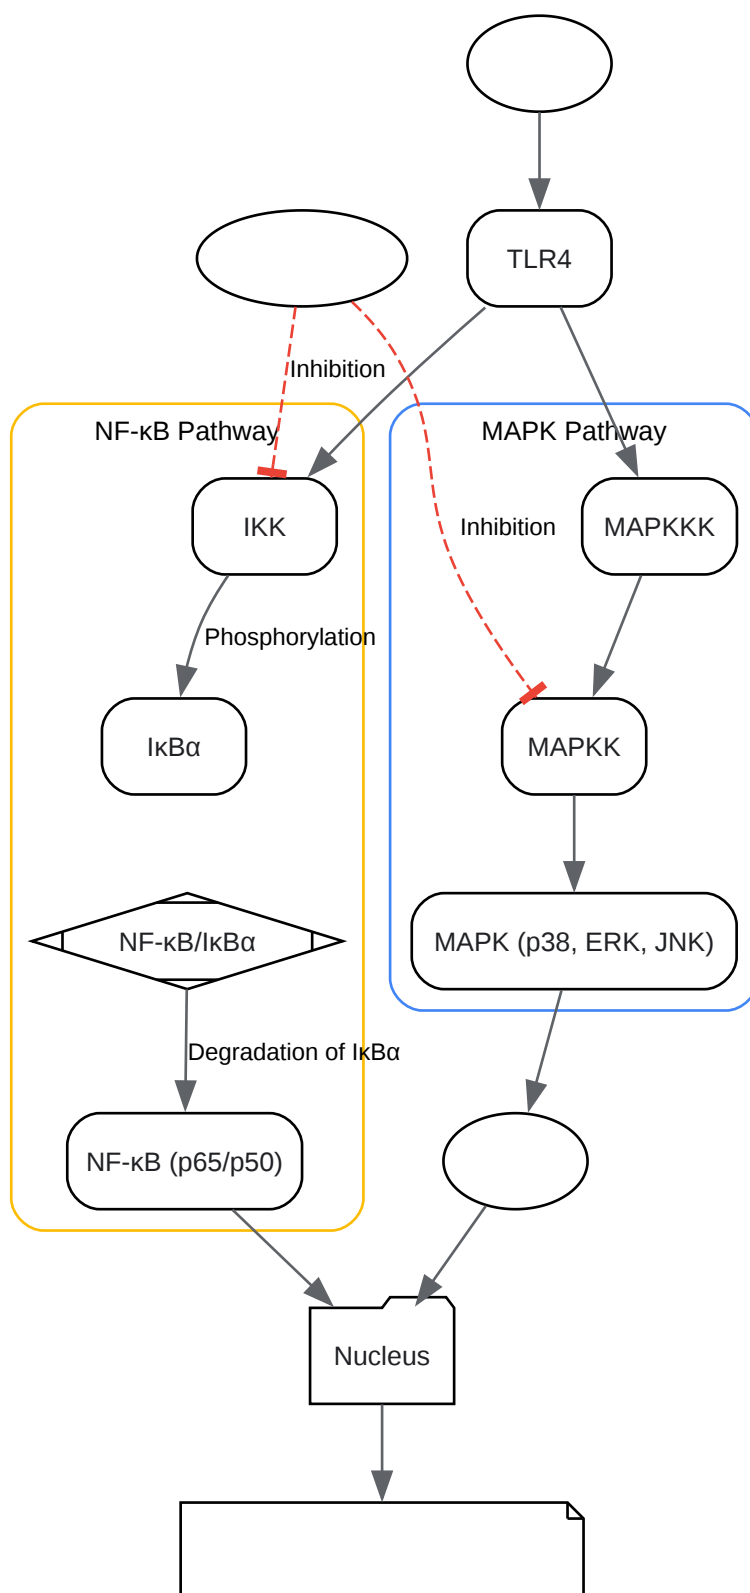 TLR4
Inhibition
NF-κB Pathway
MAPK Pathway
IKK
Inhibition
MAPKKK
Phosphorylation
IκBα
MAPKK
NF-κB/IκBα
MAPK (p38, ERK, JNK)
Degradation of IκBα
NF-κB (p65/p50)
Nucleus